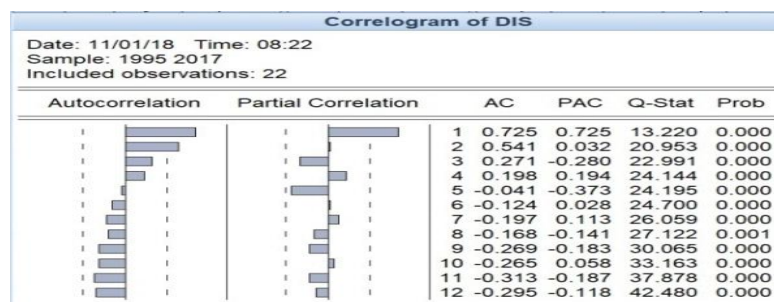 Correlogram of DIS
Date: 11/01/18 Time: 08:22
Sample: 1995 2017
Included observations: 22
Autocorrelation Partial Correlation AC PAC Q-Stat Prob
1 0.725 0.725 13.220 0.000
2 0.541 0.032 20.953 0.000
3 0.271 -0.280 22.991 0.000
4 0.198 0.194 24.144 0.000
5 -0.041 -0.373 24.195 0.000
6 -0.124 0.028 24.700 0.000
7 -0.197 0.113 26.059 0.000
8 -0.168 -0.141 27.122 0.001
9 -0.269 -0.183 30.065 0.000
10 -0.265 0.058 33.163 0.000
11 -0.313 -0.187 37.878 0.000
12 -0.295 -0.118 42.480 0.000